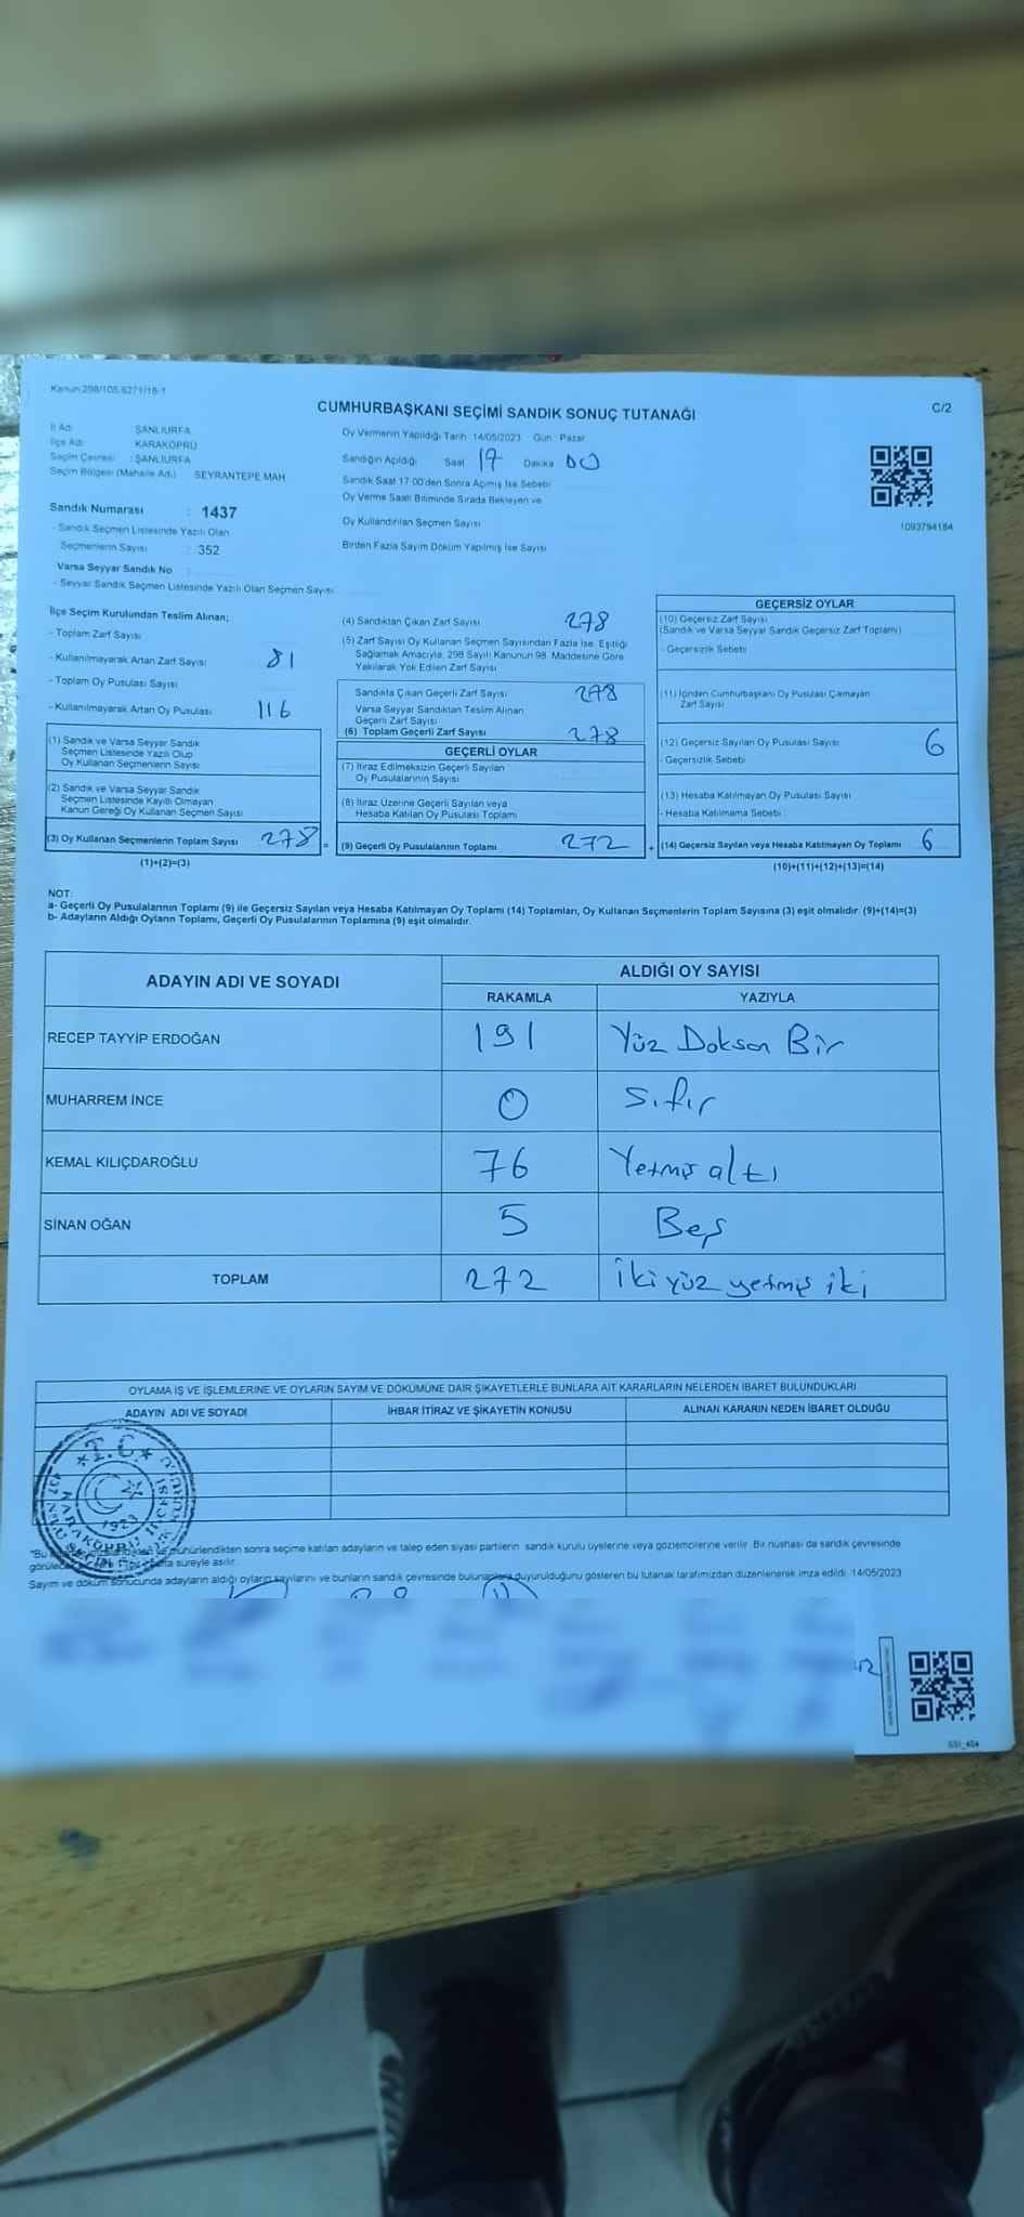 Kanun:298/105,6271/18-1
C/2
CUMHURBAŞKANI SEÇİMİ SANDIK SONUÇ TUTANAĞI
İl Adı : ŞANLIURFA
İlçe Adı : KARAKÖPRÜ
Seçim Çevresi : ŞANLIURFA
Seçim Bölgesi (Mahalle Adı) SEYRANTEPE MAH
Oy Vermenin Yapıldığı Tarih: 14/05/2023 Gün : Pazar
Sandığın Açıldığı Saat 17 Dakika 00
Sandık Saat 17:00'den Sonra Açmış İse Sebebi
Oy Verme Saati Bitiminde Sırada Bekleyen ve
Oy Kullandırılan Seçmen Sayısı
Birden Fazla Sayım Döküm Yapılmış İse Sayısı
1093794184
Sandık Numarası : 1437
- Sandık Seçmen Listesinde Yazılı Olan
Seçmenlerin Sayısı : 352
Varsa Seyyar Sandık No
- Seyyar Sandık Seçmen Listesinde Yazılı Olan Seçmen Sayısı
İlçe Seçim Kurulundan Teslim Alınan;
- Toplam Zarf Sayısı
- Kullanılmayarak Artan Zarf Sayısı 81
- Toplam Oy Pusulası Sayısı
- Kullanılmayarak Artan Oy Pusulası 116
(1) Sandık ve Varsa Seyyar Sandık
Seçmen Listesinde Yazılı Olup
Oy Kullanan Seçmenlerin Sayısı
(2) Sandık ve Varsa Seyyar Sandık
Seçmen Listesinde Kayıtlı Olmayan
Kanun Gereği Oy Kullanan Seçmen Sayısı
(3) Oy Kullanan Seçmenlerin Toplam Sayısı 278 =
(1)+(2)=(3)
(4) Sandıktan Çıkan Zarf Sayısı 278
(5) Zarf Sayısı Oy Kullanan Seçmen Sayısından Fazla İse, Eşitliği
Sağlamak Amacıyla, 298 Sayılı Kanunun 98. Maddesine Göre
Yakılarak Yok Edilen Zarf Sayısı
Sandıkta Çıkan Geçerli Zarf Sayısı 278
Varsa Seyyar Sandıktan Teslim Alınan
Geçerli Zarf Sayısı
(6) Toplam Geçerli Zarf Sayısı 278
GEÇERLİ OYLAR
(7) İtiraz Edilmeksizin Geçerli Sayılan
Oy Pusulalarının Sayısı
(8) İtiraz Üzerine Geçerli Sayılan veya
Hesaba Katılan Oy Pusulası Toplamı
(9) Geçerli Oy Pusulalarının Toplamı 272 +
GEÇERSİZ OYLAR
(10) Geçersiz Zarf Sayısı
(Sandık ve Varsa Seyyar Sandık Geçersiz Zarf Toplamı)
- Geçersizlik Sebebi
(11) İçinden Cumhurbaşkanı Oy Pusulası Çıkmayan
Zarf Sayısı
(12) Geçersiz Sayılan Oy Pusulası Sayısı 6
- Geçersizlik Sebebi
(13) Hesaba Katılmayan Oy Pusulası Sayısı
- Hesaba Katılmama Sebebi
(14) Geçersiz Sayılan veya Hesaba Katılmayan Oy Toplamı 6
(10)+(11)+(12)+(13)=(14)
NOT:
a- Geçerli Oy Pusulalarının Toplamı (9) ile Geçersiz Sayılan veya Hesaba Katılmayan Oy Toplamı (14) Toplamları, Oy Kullanan Seçmenlerin Toplam Sayısına (3) eşit olmalıdır. (9)+(14)=(3)
b- Adayların Aldığı Oyların Toplamı, Geçerli Oy Pusulalarının Toplamına (9) eşit olmalıdır.
ADAYIN ADI VE SOYADI ALDIĞI OY SAYISI
RAKAMLA YAZIYLA
RECEP TAYYİP ERDOĞAN 191 Yüz Doksan Bir
MUHARREM İNCE 0 Sıfır
KEMAL KILIÇDAROĞLU 76 Yetmiş altı
SİNAN OĞAN 5 Beş
TOPLAM 272 İki yüz yetmiş iki
OYLAMA İŞ VE İŞLEMLERİNE VE OYLARIN SAYIM VE DÖKÜMÜNE DAİR ŞİKAYETLERLE BUNLARA AİT KARARLARIN NELERDEN İBARET BULUNDUKLARI
ADAYIN ADI VE SOYADI İHBAR İTİRAZ VE ŞİKAYETİN KONUSU ALINAN KARARIN NEDEN İBARET OLDUĞU
T.C.
1923
KARAKÖPRÜ İLÇESİ
mühürlendikten sonra seçime katılan adayların ve talep eden siyasi partilerin sandık kurulu üyelerine veya gözlemcilerine verilir. Bir nüshası da sandık çevresinde
süreyle asılır.
Sayım ve döküm sonucunda adayların aldığı oyların sayılarını ve bunların sandık çevresinde bulunanlara duyurulduğunu gösteren bu tutanak tarafımızdan düzenlenerek imza edildi. 14/05/2023